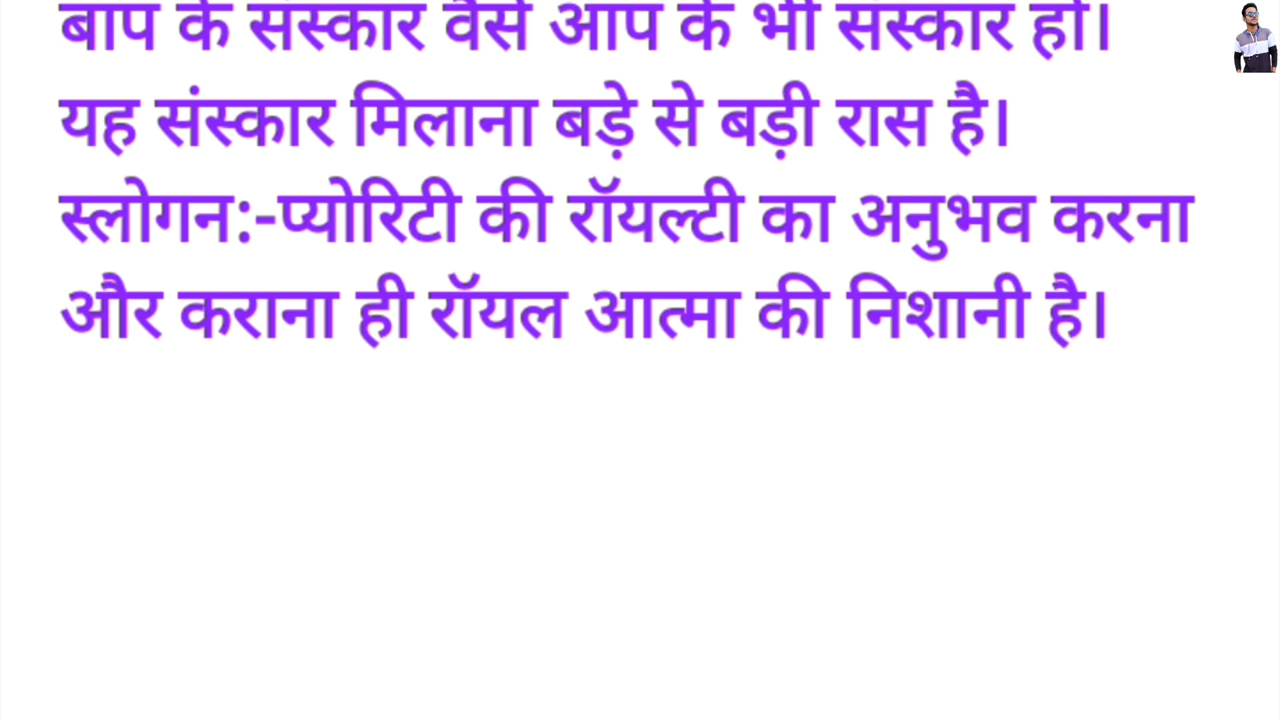 बाप के संस्कार वैसे आप के भी संस्कार हों।
यह संस्कार मिलाना बड़े से बड़ी रास है।
स्लोगन:-प्योरिटी की रॉयल्टी का अनुभव करना
और कराना ही रॉयल आत्मा की निशानी है।